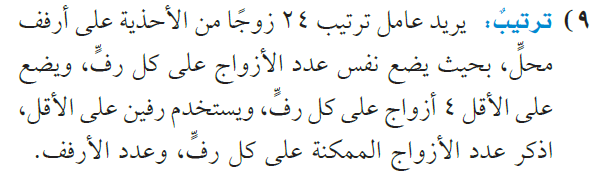 ٩) ترتيبٌ: يريد عامل ترتيب ٢٤ زوجًا من الأحذية على أرفف
محلٍّ، بحيث يضع نفس عدد الأزواج على كل رفٍّ، ويضع
على الأقل ٤ أزواج على كل رفٍّ، ويستخدم رفين على الأقل،
اذكر عدد الأزواج الممكنة على كل رفٍّ، وعدد الأرفف.